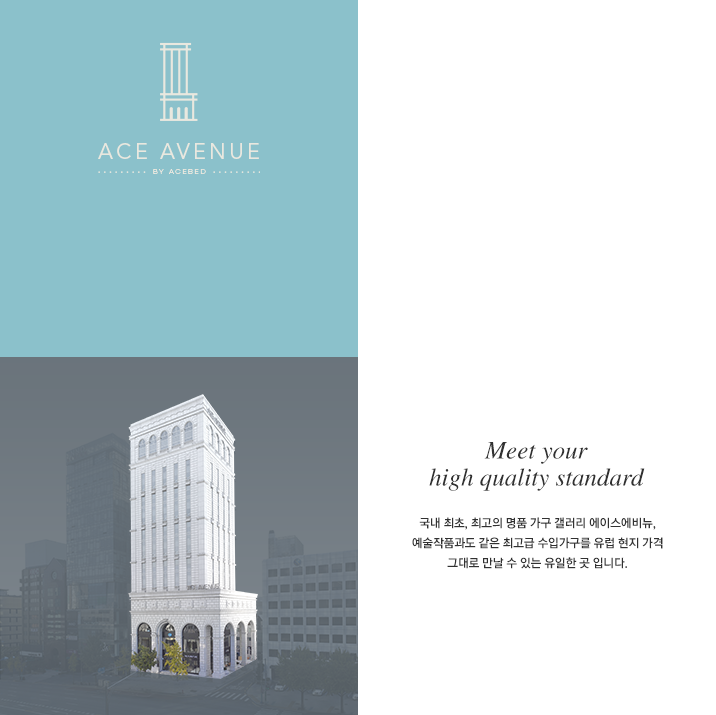 ACE AVENUE
BY ACEBED
Meet your
high quality standard
국내 최초, 최고의 명품 가구 갤러리 에이스에비뉴,
예술작품과도 같은 최고급 수입가구를 유럽 현지 가격
그대로 만날 수 있는 유일한 곳 입니다.